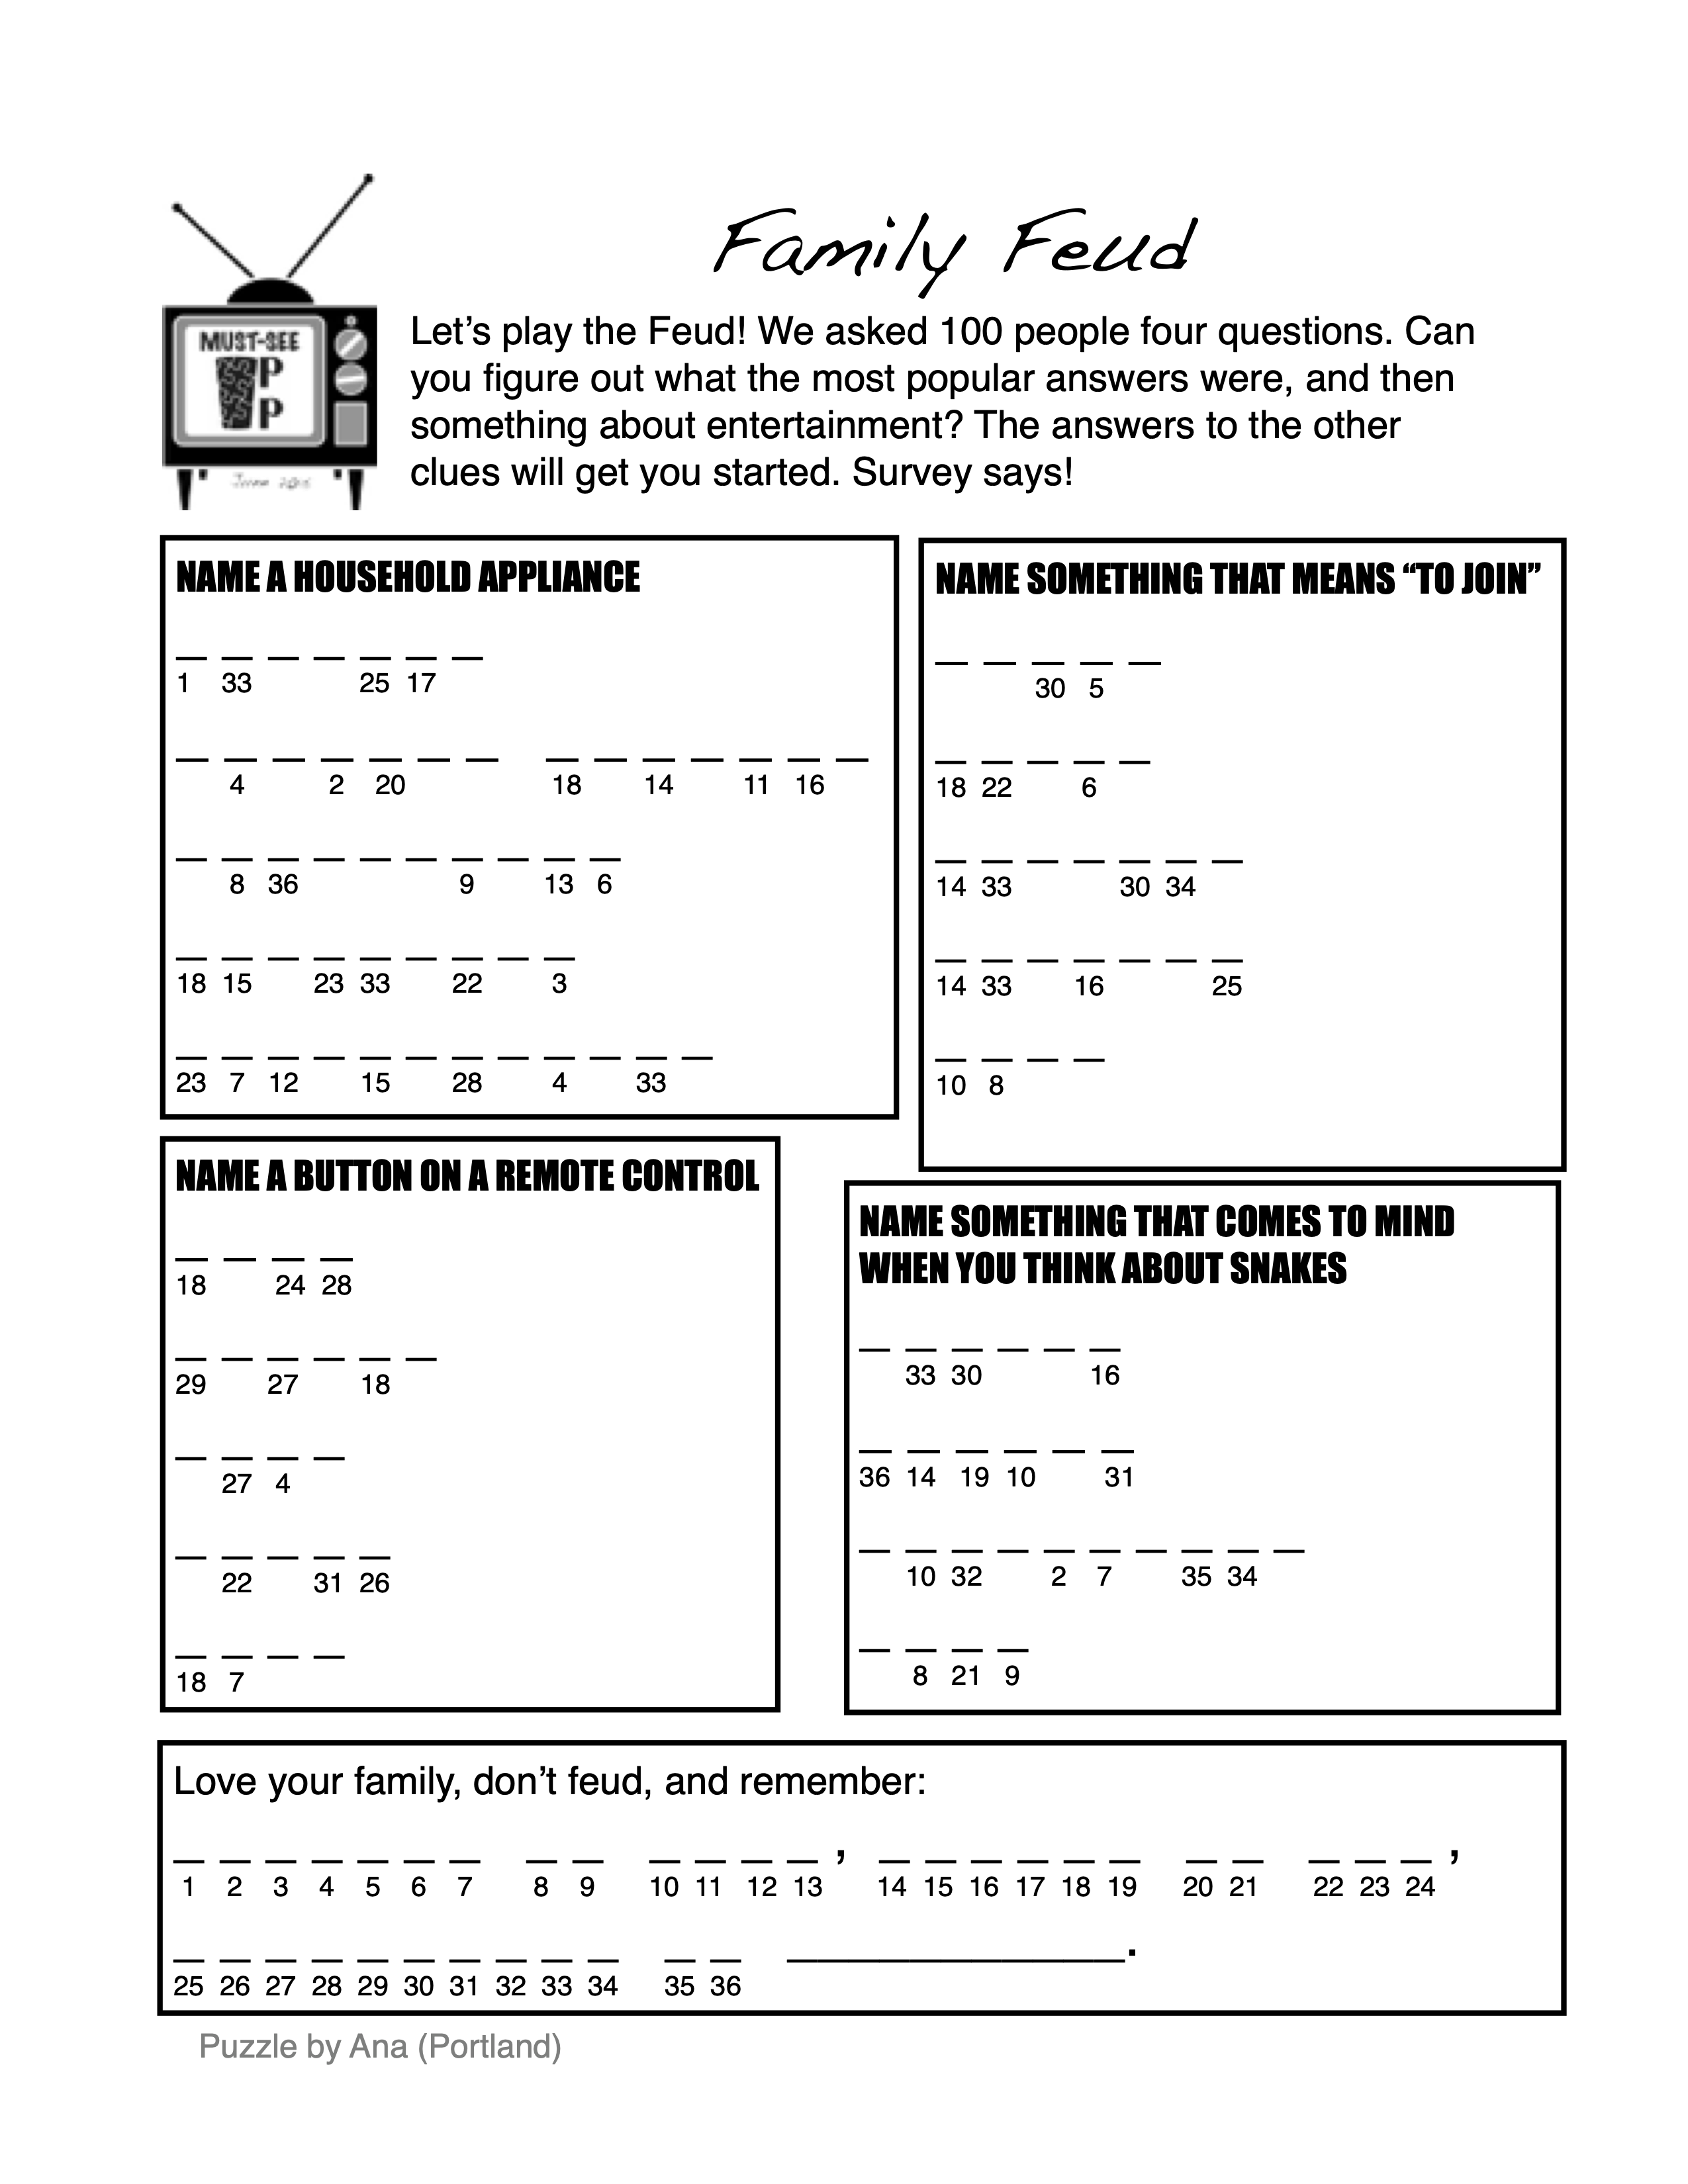 Family Feud
MUST-SEE
P
P
Let’s play the Feud! We asked 100 people four questions. Can
you figure out what the most popular answers were, and then
something about entertainment? The answers to the other
clues will get you started. Survey says!
NAME A HOUSEHOLD APPLIANCE
1 33 25 17
4 2 20 18 14 11 16
8 36 9 13 6
18 15 23 33 22 3
23 7 12 15 28 4 33
NAME SOMETHING THAT MEANS “TO JOIN”
30 5
18 22 6
14 33 30 34
14 33 16 25
10 8
NAME A BUTTON ON A REMOTE CONTROL
18 24 28
29 27 18
27 4
22 31 26
18 7
NAME SOMETHING THAT COMES TO MIND
WHEN YOU THINK ABOUT SNAKES
33 30 16
36 14 19 10 31
10 32 2 7 35 34
8 21 9
Love your family, don’t feud, and remember:
, ,
1 2 3 4 5 6 7 8 9 10 11 12 13 14 15 16 17 18 19 20 21 22 23 24
.
25 26 27 28 29 30 31 32 33 34 35 36
Puzzle by Ana (Portland)